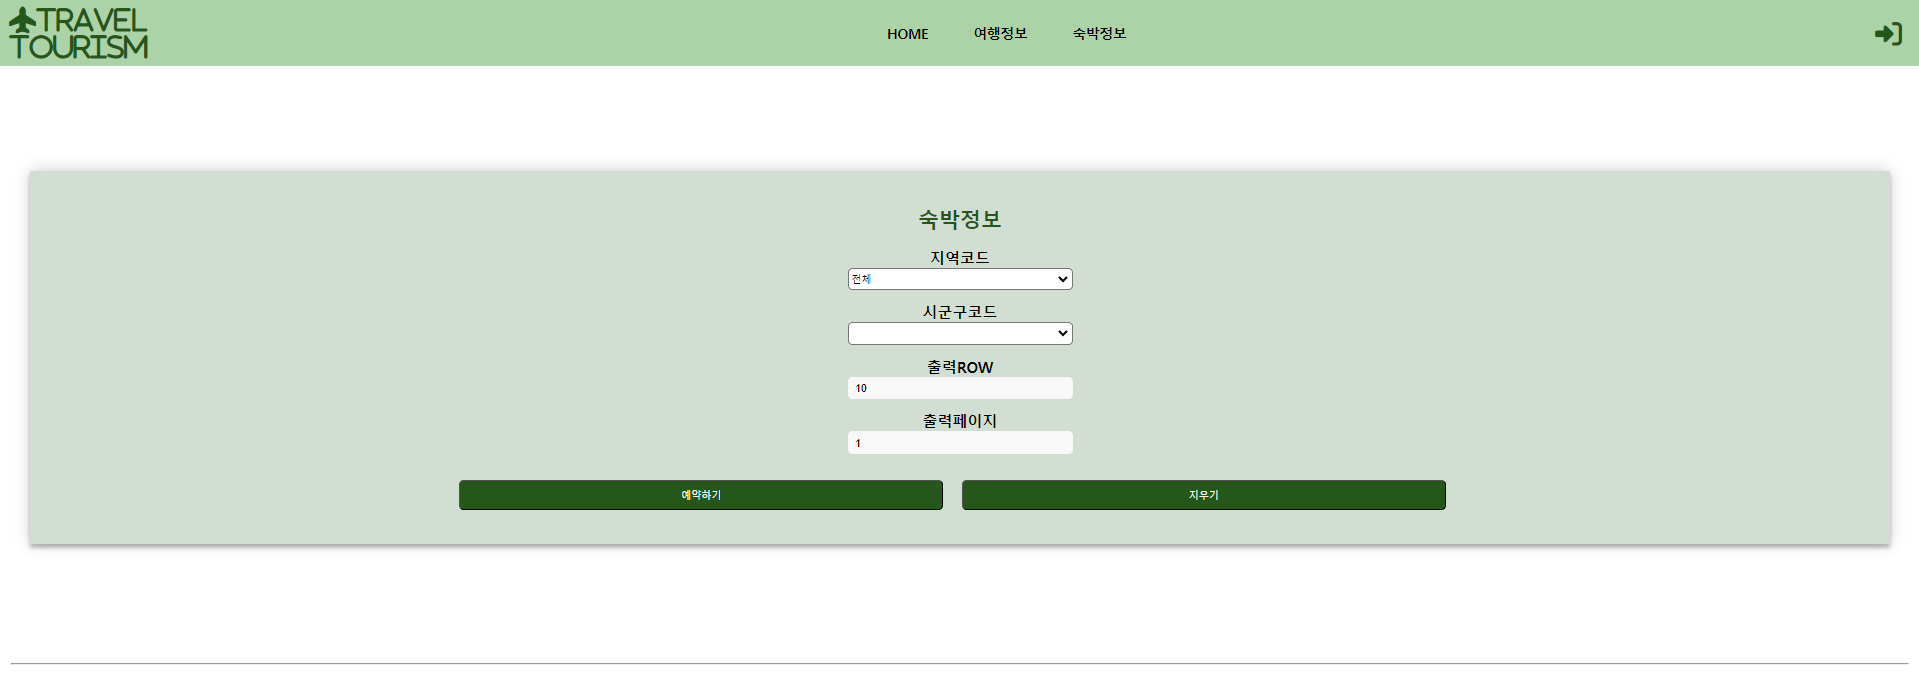 TRAVEL
TOURISM
HOME 여행정보 숙박정보
숙박정보
지역코드
전체
시군구코드
출력ROW
10
출력페이지
1
예약하기 지우기